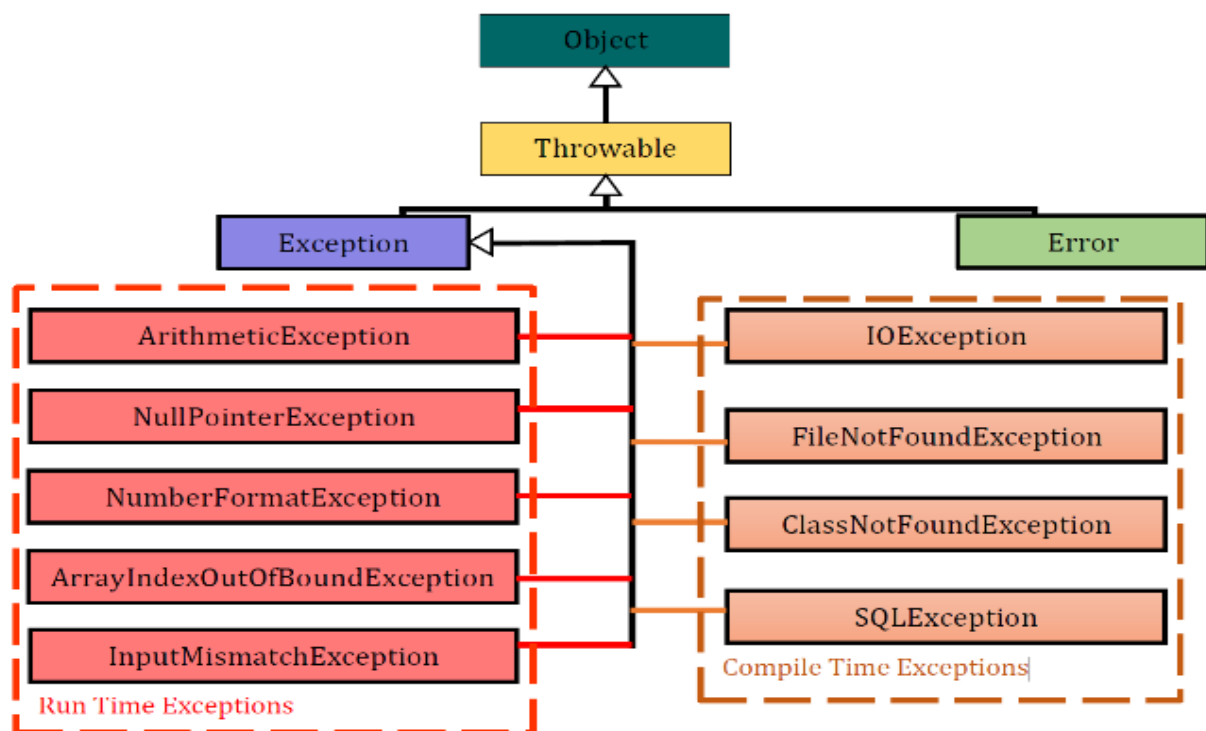 Object
Throwable
Exception
Error
ArithmeticException
NullPointerException
NumberFormatException
ArrayIndexOutOfBoundException
InputMismatchException
Run Time Exceptions
IOException
FileNotFoundException
ClassNotFoundException
SQLException
Compile Time Exceptions